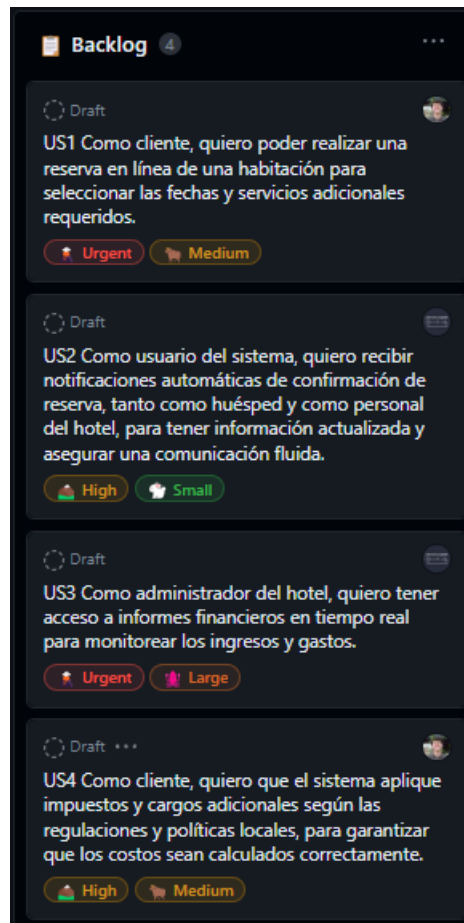 Backlog 4
Draft
US1 Como cliente, quiero poder realizar una
reserva en línea de una habitación para
seleccionar las fechas y servicios adicionales
requeridos.
Urgent Medium
Draft
US2 Como usuario del sistema, quiero recibir
notificaciones automáticas de confirmación de
reserva, tanto como huésped y como personal
del hotel, para tener información actualizada y
asegurar una comunicación fluida.
High Small
Draft
US3 Como administrador del hotel, quiero tener
acceso a informes financieros en tiempo real
para monitorear los ingresos y gastos.
Urgent Large
Draft
US4 Como cliente, quiero que el sistema aplique
impuestos y cargos adicionales según las
regulaciones y políticas locales, para garantizar
que los costos sean calculados correctamente.
High Medium